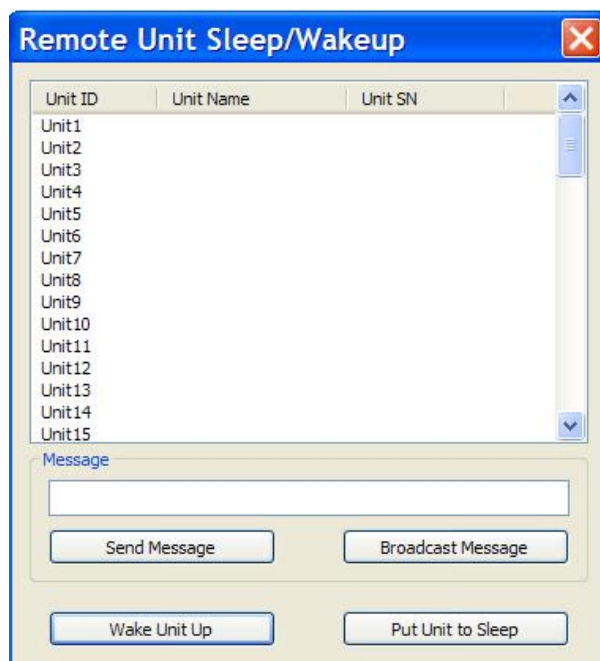 Remote Unit Sleep/Wakeup
Unit ID Unit Name Unit SN
Unit1
Unit2
Unit3
Unit4
Unit5
Unit6
Unit7
Unit8
Unit9
Unit10
Unit11
Unit12
Unit13
Unit14
Unit15
Message
Send Message Broadcast Message
Wake Unit Up Put Unit to Sleep